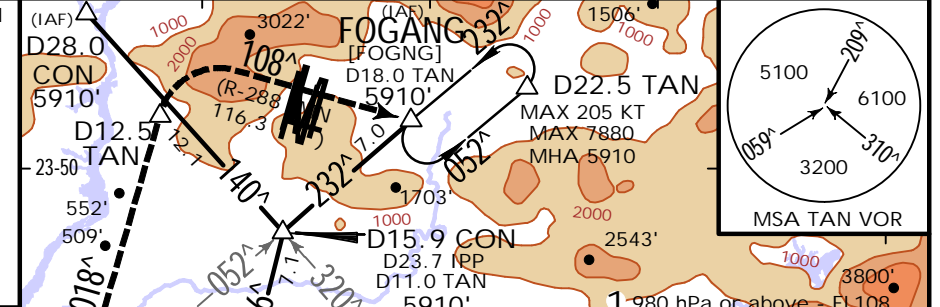 (IAF)
D28.0
CON
5910'
1000
2000
3022'
108^
(R-288
116.3
(IAF)
FOGANG
[FOGNG]
D18.0 TAN
5910'
232^
1000
1506'
1000
D22.5 TAN
MAX 205 KT
MAX 7880
MHA 5910
052^
7.0
232^
D12.5
TAN
12.1
140^
23-50
552'
509'
018^
1703'
1000
2000
D15.9 CON
D23.7 IPP
D11.0 TAN
5910'
052^
7.1
320^
2543'
1000
3800'
980 hPa or above - FL108
209^
5100
6100
059^
310^
3200
MSA TAN VOR